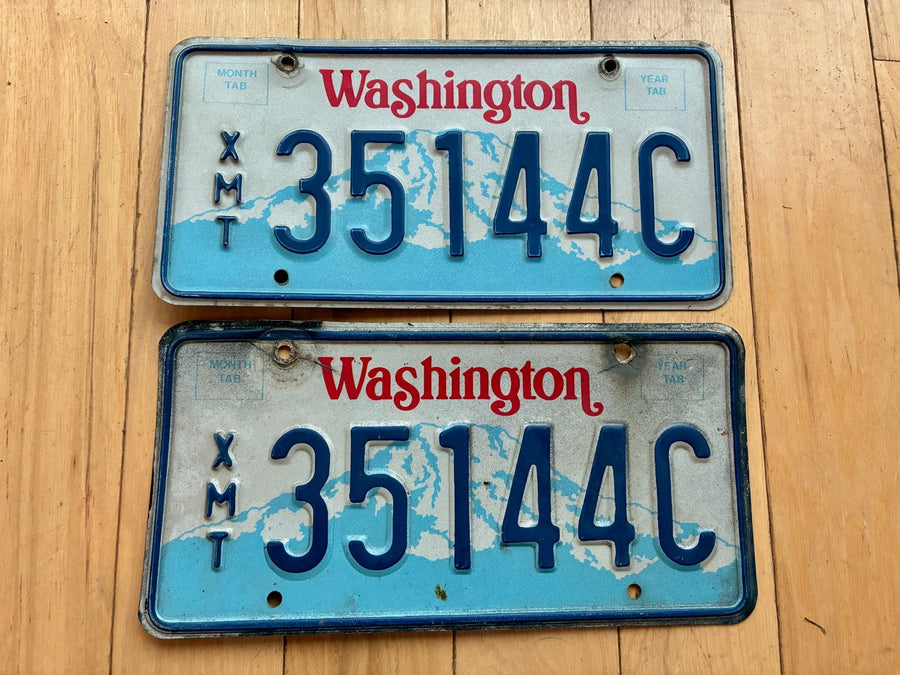 MONTH
TAB
Washington
YEAR
TAB
XMT
35144C
MONTH
TAB
Washington
YEAR
TAB
XMT
35144C